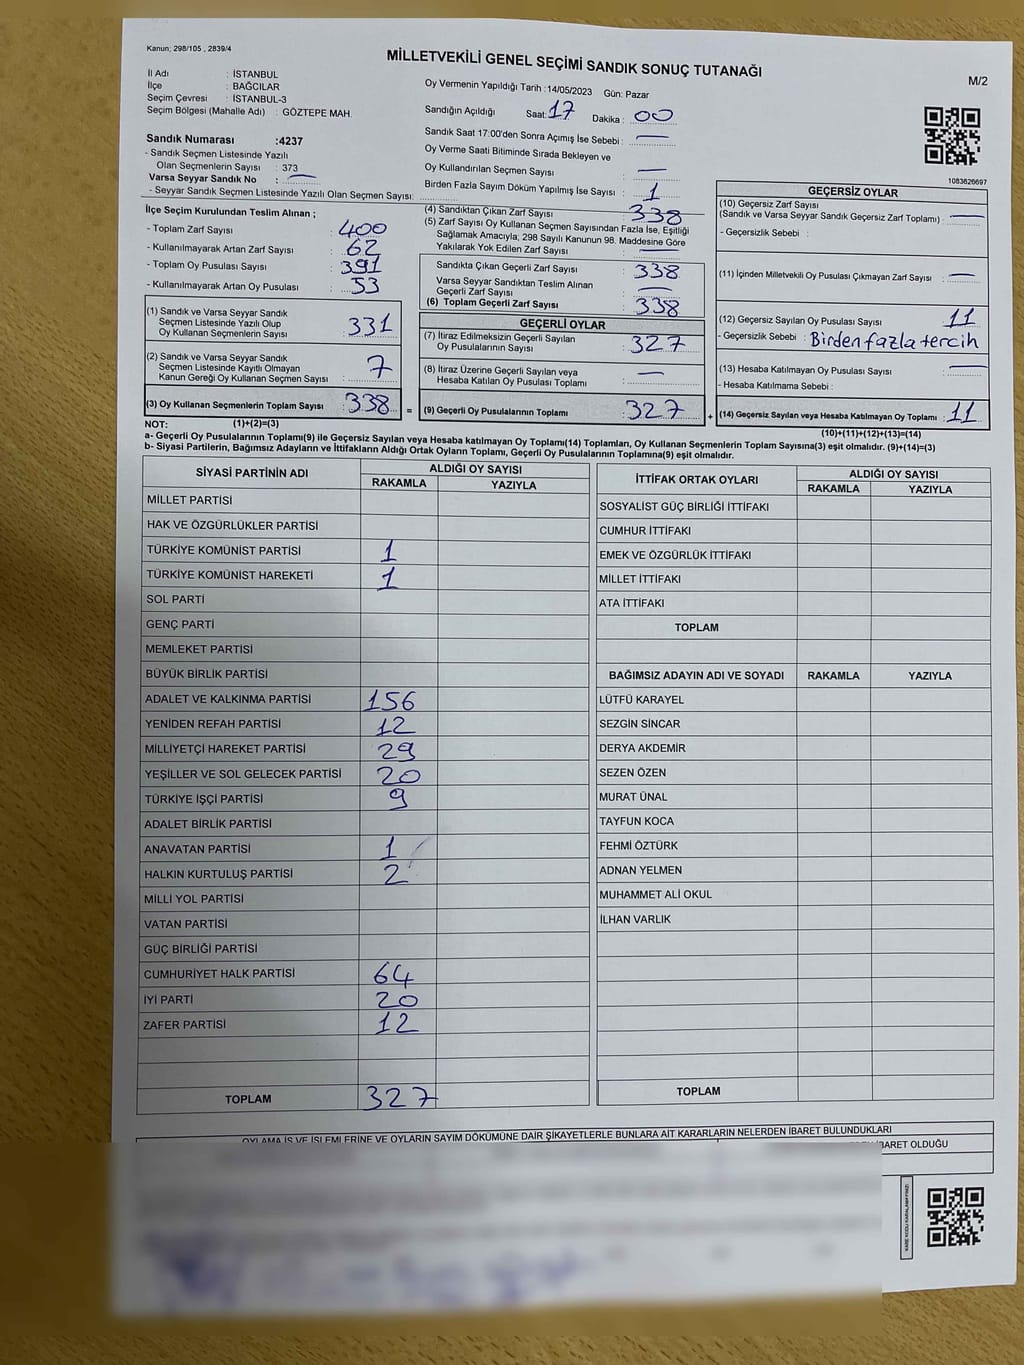 Kanun; 298/105 , 2839/4
MİLLETVEKİLİ GENEL SEÇİMİ SANDIK SONUÇ TUTANAĞI
M/2
İl Adı : İSTANBUL
İlçe : BAĞCILAR
Seçim Çevresi : İSTANBUL-3
Seçim Bölgesi (Mahalle Adı) : GÖZTEPE MAH.
Oy Vermenin Yapıldığı Tarih :14/05/2023 Gün: Pazar
Sandığın Açıldığı Saat: 17 Dakika : 00
Sandık Saat 17:00'den Sonra Açımış İse Sebebi : —
Oy Verme Saati Bitiminde Sırada Bekleyen ve
Oy Kullandırılan Seçmen Sayısı : —
Birden Fazla Sayım Döküm Yapılmış İse Sayısı : 1
Sandık Numarası :4237
- Sandık Seçmen Listesinde Yazılı
Olan Seçmenlerin Sayısı : 373
Varsa Seyyar Sandık No : —
- Seyyar Sandık Seçmen Listesinde Yazılı Olan Seçmen Sayısı:
1083626697
İlçe Seçim Kurulundan Teslim Alınan ;
- Toplam Zarf Sayısı : 400
- Kullanılmayarak Artan Zarf Sayısı : 62
- Toplam Oy Pusulası Sayısı : 391
- Kullanılmayarak Artan Oy Pusulası : 53
(1) Sandık ve Varsa Seyyar Sandık
Seçmen Listesinde Yazılı Olup
Oy Kullanan Seçmenlerin Sayısı : 331
(2) Sandık ve Varsa Seyyar Sandık
Seçmen Listesinde Kayıtlı Olmayan
Kanun Gereği Oy Kullanan Seçmen Sayısı : 7
(3) Oy Kullanan Seçmenlerin Toplam Sayısı : 338
(1)+(2)=(3)
(4) Sandıktan Çıkan Zarf Sayısı : 338
(5) Zarf Sayısı Oy Kullanan Seçmen Sayısından Fazla İse, Eşitliği
Sağlamak Amacıyla, 298 Sayılı Kanunun 98. Maddesine Göre
Yakılarak Yok Edilen Zarf Sayısı : —
Sandıkta Çıkan Geçerli Zarf Sayısı : 338
Varsa Seyyar Sandıktan Teslim Alınan
Geçerli Zarf Sayısı : —
(6) Toplam Geçerli Zarf Sayısı : 338
GEÇERLİ OYLAR
(7) İtiraz Edilmeksizin Geçerli Sayılan
Oy Pusulalarının Sayısı : 327
(8) İtiraz Üzerine Geçerli Sayılan veya
Hesaba Katılan Oy Pusulası Toplamı : —
= (9) Geçerli Oy Pusulalarının Toplamı : 327 +
GEÇERSİZ OYLAR
(10) Geçersiz Zarf Sayısı
(Sandık ve Varsa Seyyar Sandık Geçersiz Zarf Toplamı) : —
- Geçersizlik Sebebi :
(11) İçinden Milletvekili Oy Pusulası Çıkmayan Zarf Sayısı : —
(12) Geçersiz Sayılan Oy Pusulası Sayısı : 11
- Geçersizlik Sebebi : Birden fazla tercih
(13) Hesaba Katılmayan Oy Pusulası Sayısı : —
- Hesaba Katılmama Sebebi :
(14) Geçersiz Sayılan veya Hesaba Katılmayan Oy Toplamı : 11
(10)+(11)+(12)+(13)=(14)
NOT:
a- Geçerli Oy Pusulalarının Toplamı(9) ile Geçersiz Sayılan veya Hesaba katılmayan Oy Toplamı(14) Toplamları, Oy Kullanan Seçmenlerin Toplam Sayısına(3) eşit olmalıdır. (9)+(14)=(3)
b- Siyasi Partilerin, Bağımsız Adayların ve İttifakların Aldığı Ortak Oyların Toplamı, Geçerli Oy Pusulalarının Toplamına(9) eşit olmalıdır.
SİYASİ PARTİNİN ADI ALDIĞI OY SAYISI
RAKAMLA YAZIYLA
MİLLET PARTİSİ
HAK VE ÖZGÜRLÜKLER PARTİSİ
TÜRKİYE KOMÜNİST PARTİSİ 1
TÜRKİYE KOMÜNİST HAREKETİ 1
SOL PARTİ
GENÇ PARTİ
MEMLEKET PARTİSİ
BÜYÜK BİRLİK PARTİSİ
ADALET VE KALKINMA PARTİSİ 156
YENİDEN REFAH PARTİSİ 12
MİLLİYETÇİ HAREKET PARTİSİ 29
YEŞİLLER VE SOL GELECEK PARTİSİ 20
TÜRKİYE İŞÇİ PARTİSİ 9
ADALET BİRLİK PARTİSİ
ANAVATAN PARTİSİ 1
HALKIN KURTULUŞ PARTİSİ 2
MİLLİ YOL PARTİSİ
VATAN PARTİSİ
GÜÇ BİRLİĞİ PARTİSİ
CUMHURİYET HALK PARTİSİ 64
İYİ PARTİ 20
ZAFER PARTİSİ 12
TOPLAM 327
İTTİFAK ORTAK OYLARI ALDIĞI OY SAYISI
RAKAMLA YAZIYLA
SOSYALİST GÜÇ BİRLİĞİ İTTİFAKI
CUMHUR İTTİFAKI
EMEK VE ÖZGÜRLÜK İTTİFAKI
MİLLET İTTİFAKI
ATA İTTİFAKI
TOPLAM
BAĞIMSIZ ADAYIN ADI VE SOYADI RAKAMLA YAZIYLA
LÜTFÜ KARAYEL
SEZGİN SİNCAR
DERYA AKDEMİR
SEZEN ÖZEN
MURAT ÜNAL
TAYFUN KOCA
FEHMİ ÖZTÜRK
ADNAN YELMEN
MUHAMMET ALİ OKUL
İLHAN VARLIK
TOPLAM
OYLAMA İŞ VE İŞLEMLERİNE VE OYLARIN SAYIM DÖKÜMÜNE DAİR ŞİKAYETLERLE BUNLARA AİT KARARLARIN NELERDEN İBARET BULUNDUKLARI
İBARET OLDUĞU
KARE KODU KARALAMAYINIZ!